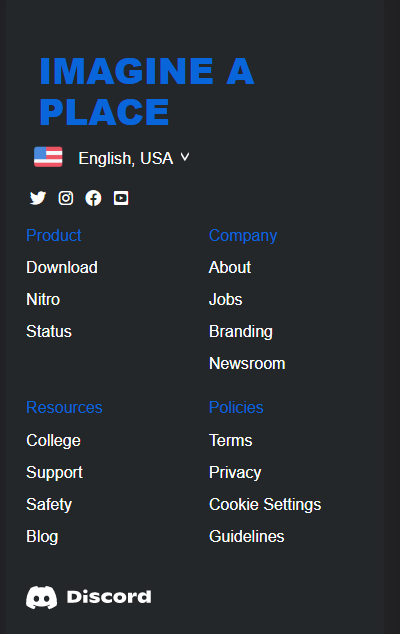 IMAGINE A
PLACE
English, USA
Product
Download
Nitro
Status
Company
About
Jobs
Branding
Newsroom
Resources
College
Support
Safety
Blog
Policies
Terms
Privacy
Cookie Settings
Guidelines
Discord